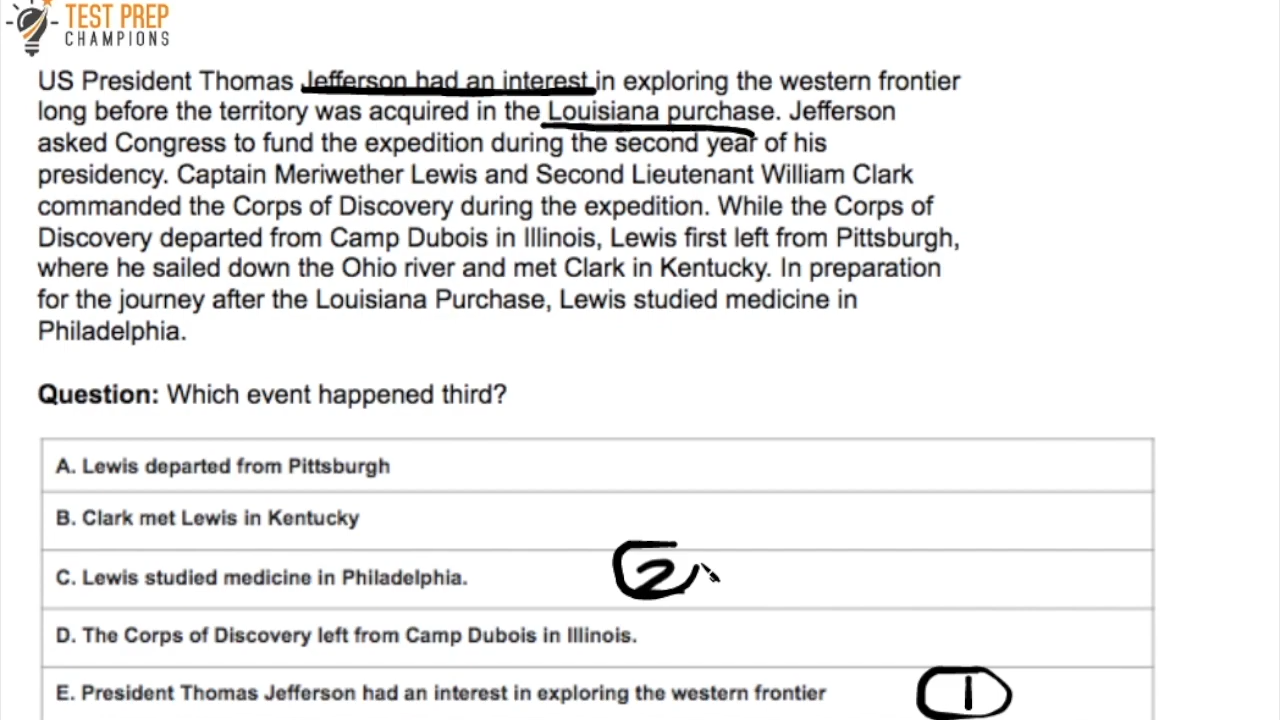 TEST PREP
CHAMPIONS
US President Thomas Jefferson had an interest in exploring the western frontier
long before the territory was acquired in the Louisiana purchase. Jefferson
asked Congress to fund the expedition during the second year of his
presidency. Captain Meriwether Lewis and Second Lieutenant William Clark
commanded the Corps of Discovery during the expedition. While the Corps of
Discovery departed from Camp Dubois in Illinois, Lewis first left from Pittsburgh,
where he sailed down the Ohio river and met Clark in Kentucky. In preparation
for the journey after the Louisiana Purchase, Lewis studied medicine in
Philadelphia.
Question: Which event happened third?
A. Lewis departed from Pittsburgh
B. Clark met Lewis in Kentucky
C. Lewis studied medicine in Philadelphia. 2
D. The Corps of Discovery left from Camp Dubois in Illinois.
E. President Thomas Jefferson had an interest in exploring the western frontier 1